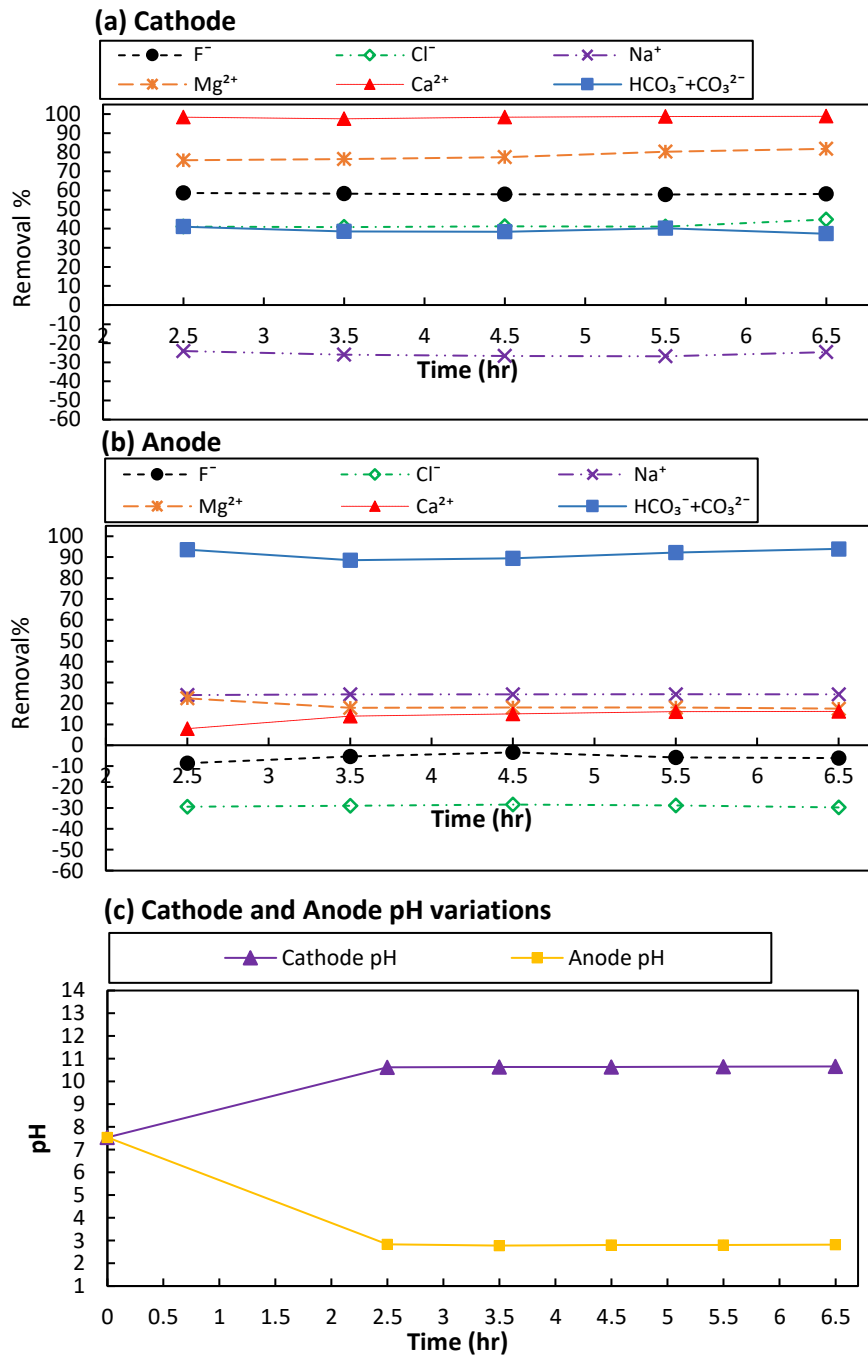 (a) Cathode
F⁻ Cl⁻ Na⁺
Mg²⁺ Ca²⁺ HCO₃⁻+CO₃²⁻
Removal %
100
90
80
70
60
50
40
30
20
10
0
-10
-20
-30
-40
-50
-60
2 2.5 3 3.5 4 4.5 5 5.5 6 6.5
Time (hr)
(b) Anode
F⁻ Cl⁻ Na⁺
Mg²⁺ Ca²⁺ HCO₃⁻+CO₃²⁻
Removal%
100
90
80
70
60
50
40
30
20
10
0
-10
-20
-30
-40
-50
-60
2 2.5 3 3.5 4 4.5 5 5.5 6 6.5
Time (hr)
(c) Cathode and Anode pH variations
Cathode pH Anode pH
pH
14
13
12
11
10
9
8
7
6
5
4
3
2
1
0 0.5 1 1.5 2 2.5 3 3.5 4 4.5 5 5.5 6 6.5
Time (hr)